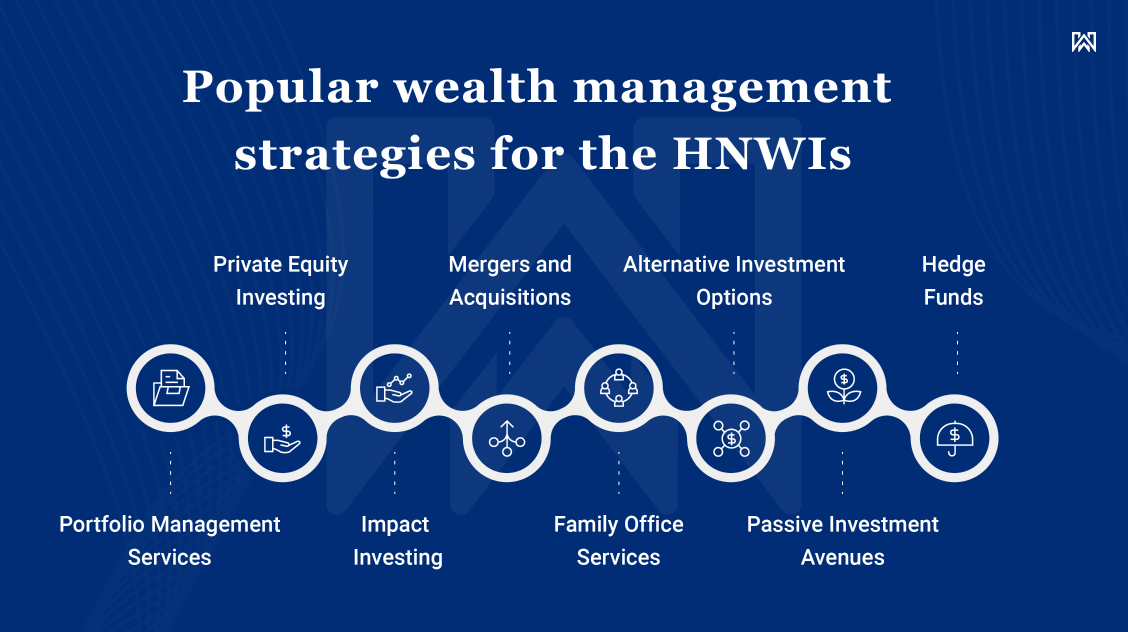 Popular wealth management
strategies for the HNWIs
Private Equity
Investing
Mergers and
Acquisitions
Alternative Investment
Options
Hedge
Funds
$
$
$
$
Portfolio Management
Services
Impact
Investing
Family Office
Services
Passive Investment
Avenues